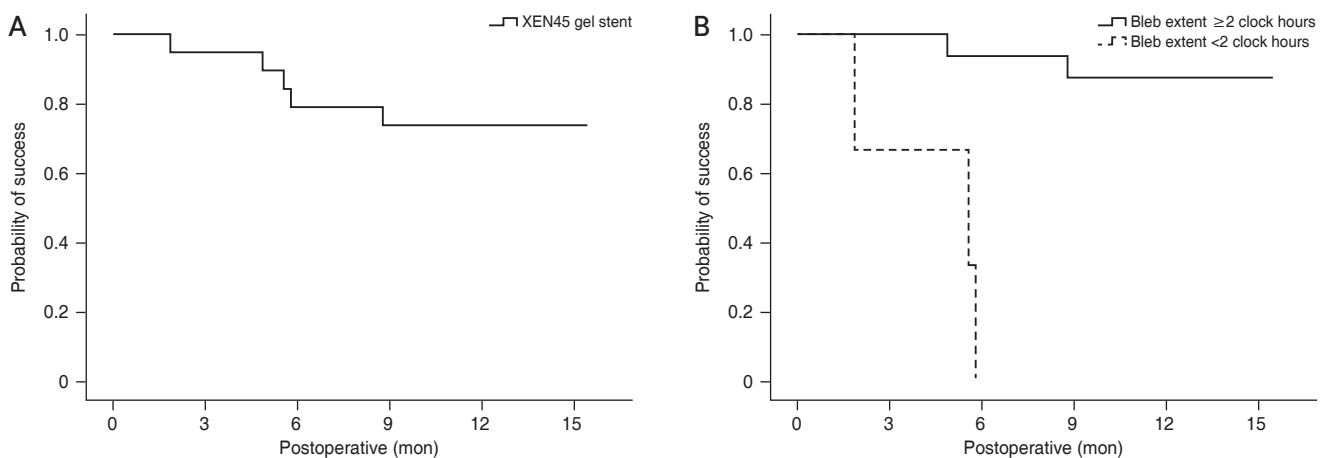 A
XEN45 gel stent
1.0
0.8
0.6
0.4
0.2
0
Probability of success
0 3 6 9 12 15
Postoperative (mon)
B
Bleb extent ≥2 clock hours
Bleb extent <2 clock hours
1.0
0.8
0.6
0.4
0.2
0
Probability of success
0 3 6 9 12 15
Postoperative (mon)